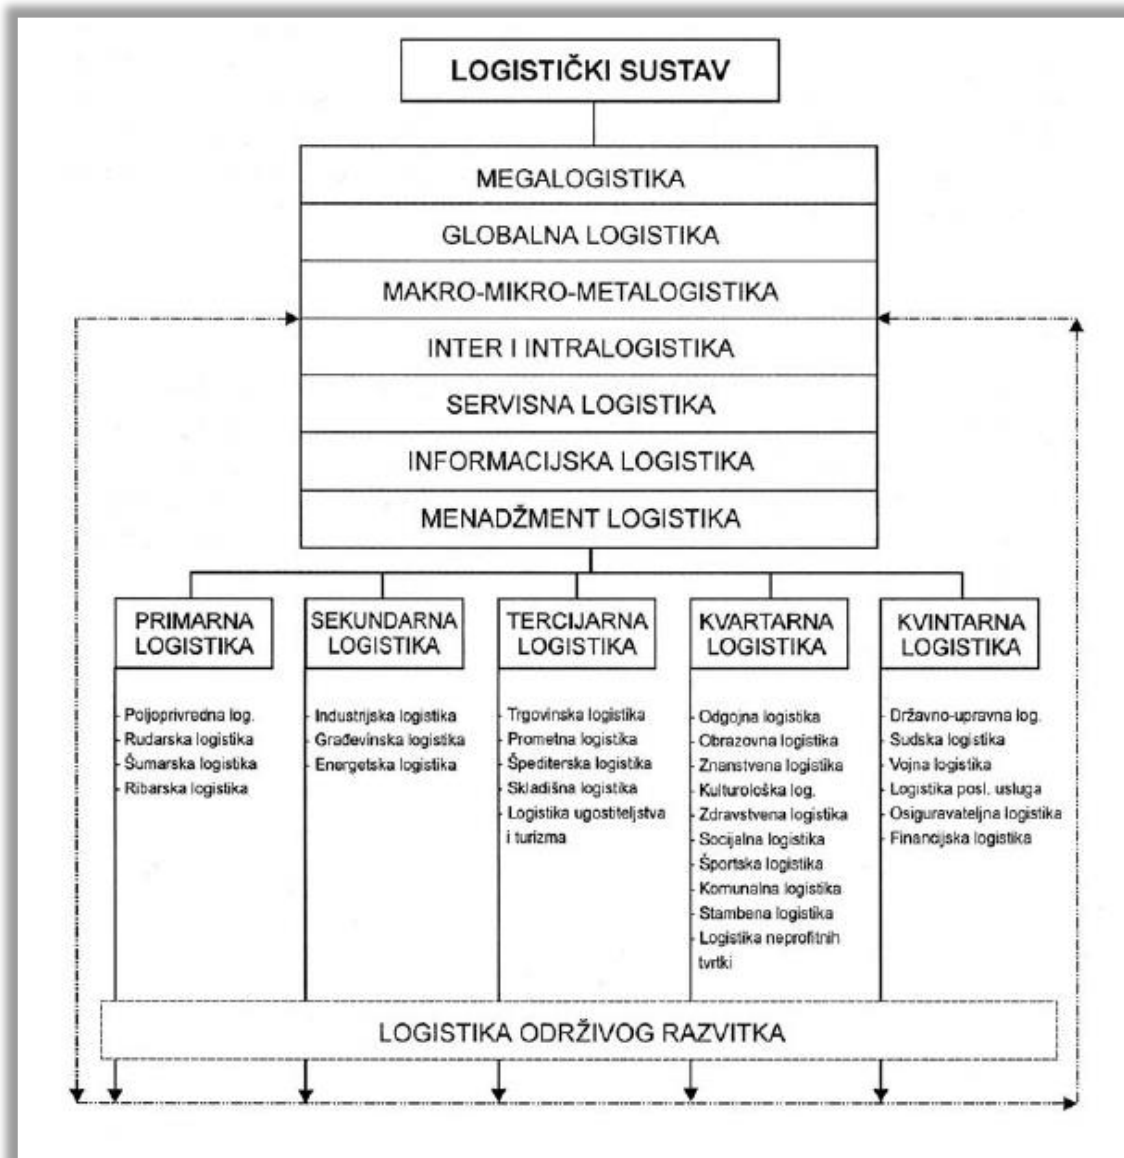 LOGISTIČKI SUSTAV
MEGALOGISTIKA
GLOBALNA LOGISTIKA
MAKRO-MIKRO-METALOGISTIKA
INTER I INTRALOGISTIKA
SERVISNA LOGISTIKA
INFORMACIJSKA LOGISTIKA
MENADŽMENT LOGISTIKA
PRIMARNA
LOGISTIKA
- Poljoprivredna log.
- Rudarska logistika
- Šumarska logistika
- Ribarska logistika
SEKUNDARNA
LOGISTIKA
- Industrijska logistika
- Građevinska logistika
- Energetska logistika
TERCIJARNA
LOGISTIKA
- Trgovinska logistika
- Prometna logistika
- Špediterska logistika
- Skladišna logistika
- Logistika ugostiteljstva
i turizma
KVARTARNA
LOGISTIKA
- Odgojna logistika
- Obrazovna logistika
- Znanstvena logistika
- Kulturološka log.
- Zdravstvena logistika
- Socijalna logistika
- Športska logistika
- Komunalna logistika
- Stambena logistika
- Logistika neprofitnih
tvrtki
KVINTARNA
LOGISTIKA
- Državno-upravna log.
- Sudska logistika
- Vojna logistika
- Logistika posl. usluga
- Osiguravateljna logistika
- Financijska logistika
LOGISTIKA ODRŽIVOG RAZVITKA